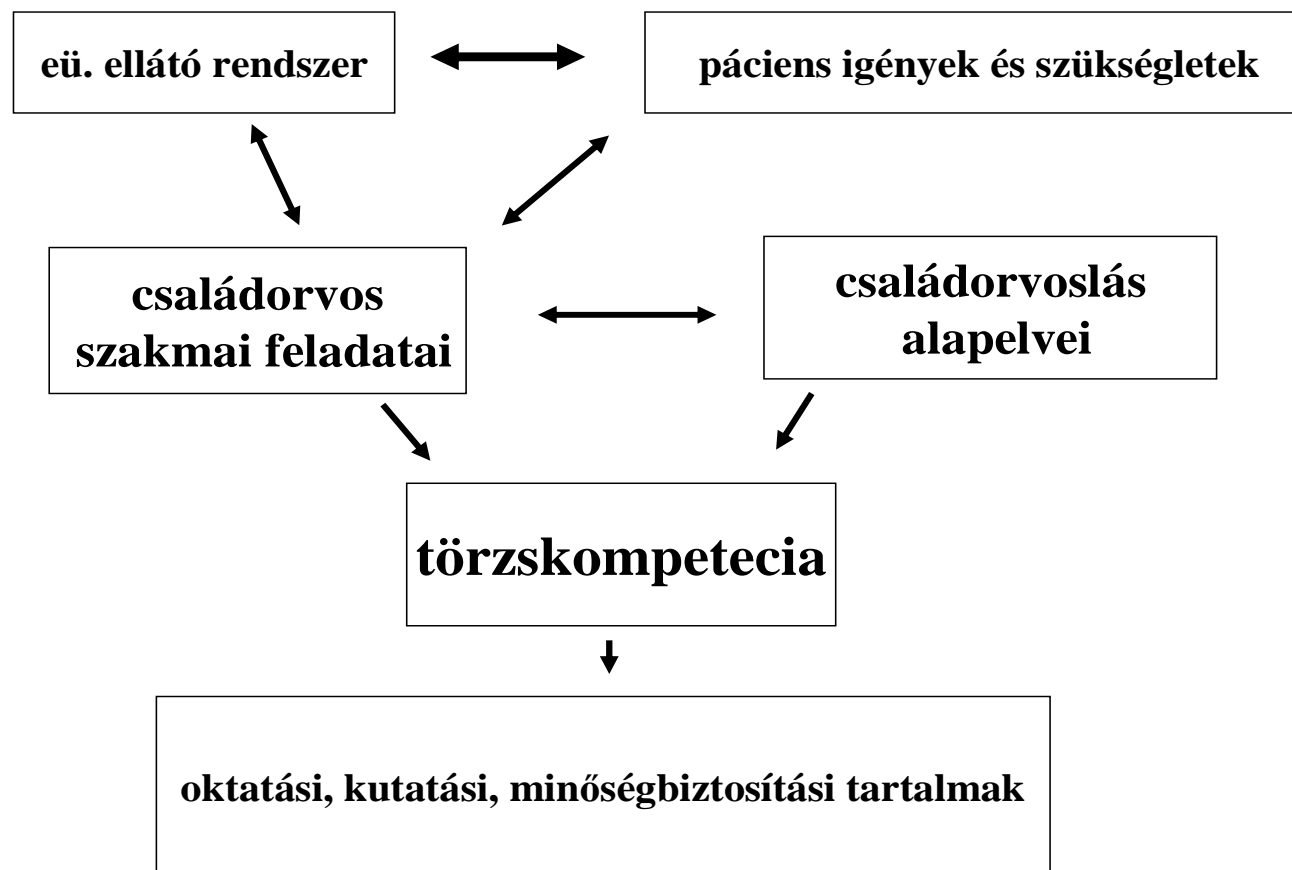 eü. ellátó rendszer
páciens igények és szükségletek
családorvos
szakmai feladatai
családorvoslás
alapelvei
törzskompetecia
oktatási, kutatási, minőségbiztosítási tartalmak